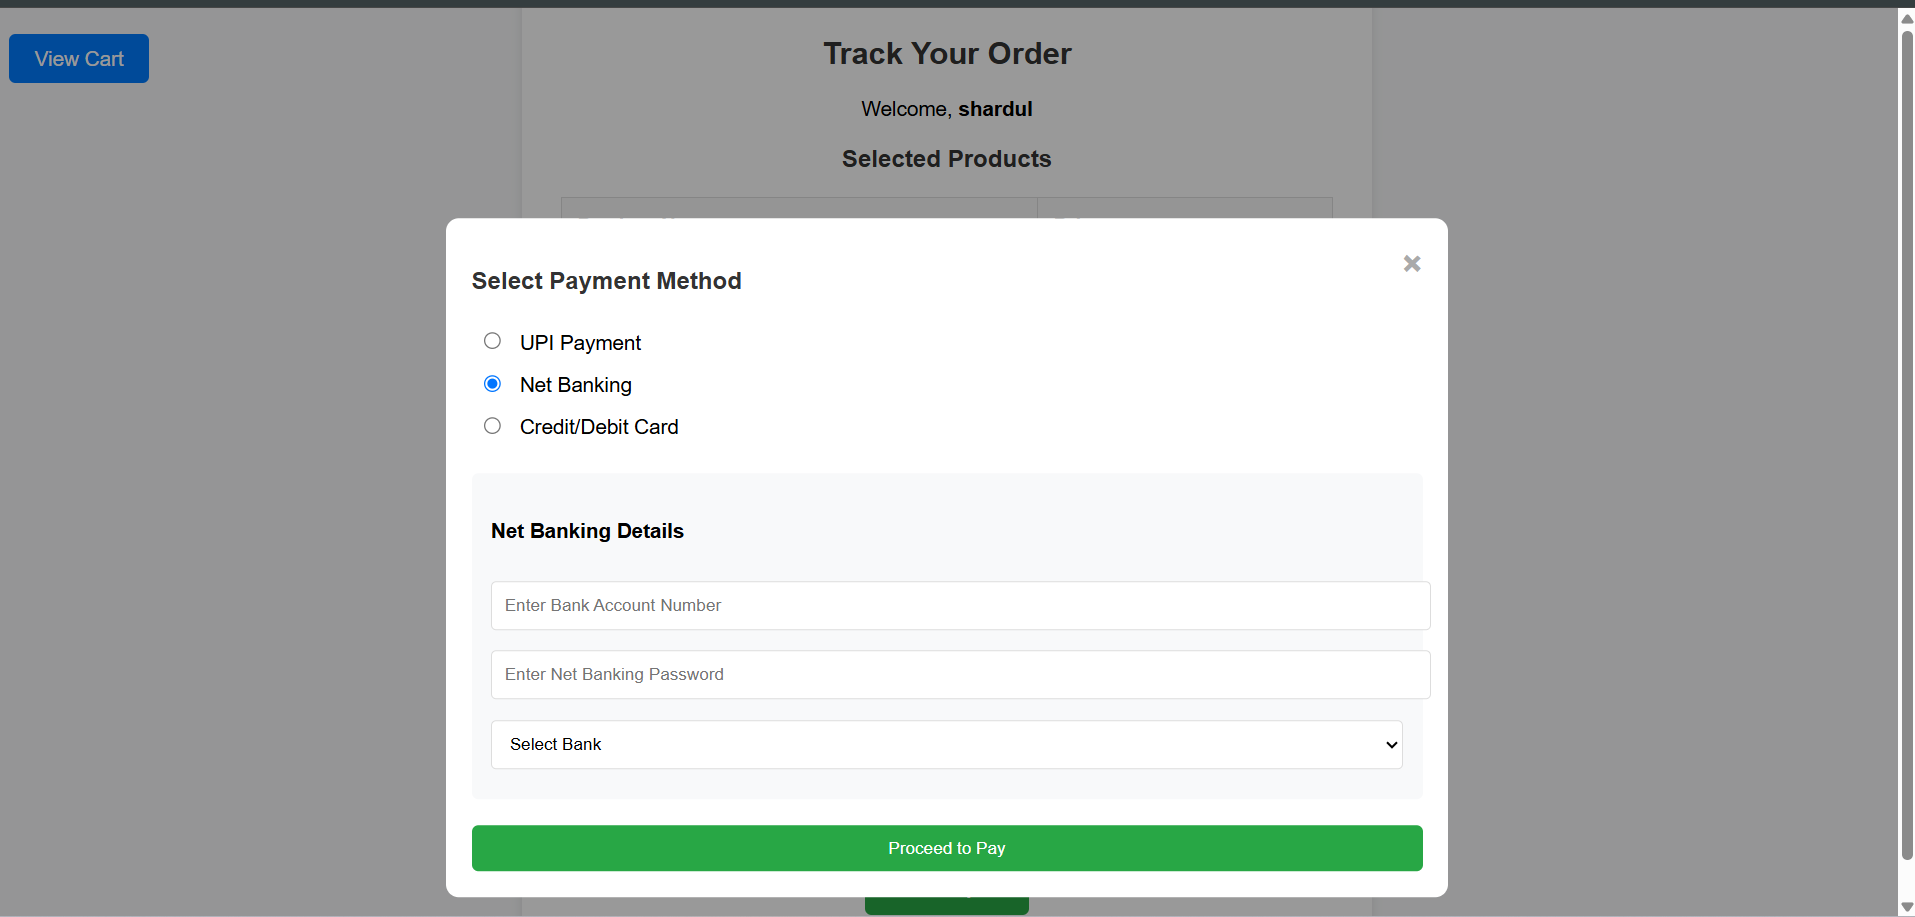 View Cart
Track Your Order
Welcome, shardul
Selected Products
Select Payment Method
UPI Payment
Net Banking
Credit/Debit Card
Net Banking Details
Enter Bank Account Number
Enter Net Banking Password
Select Bank
Proceed to Pay